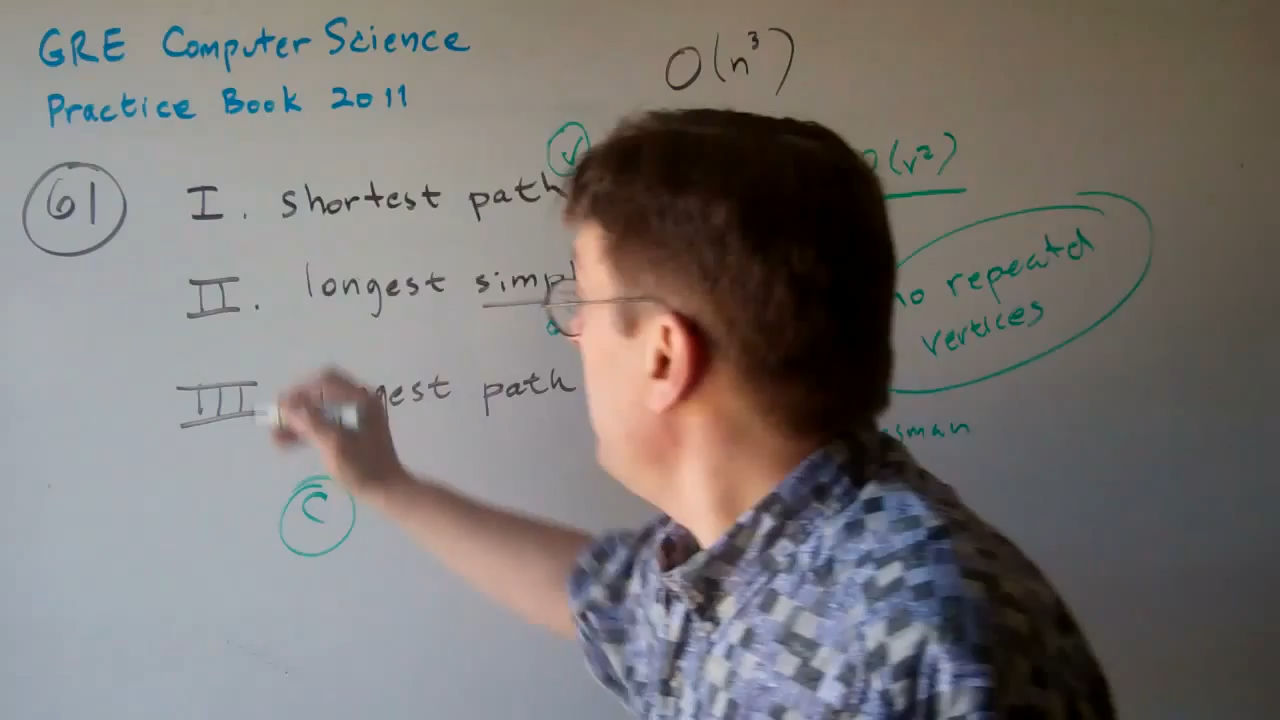 GRE Computer Science
Practice Book 2011
O(n³)
61
I. shortest path
(v²)
II. longest simpl
no repeated
vertices
III path
C